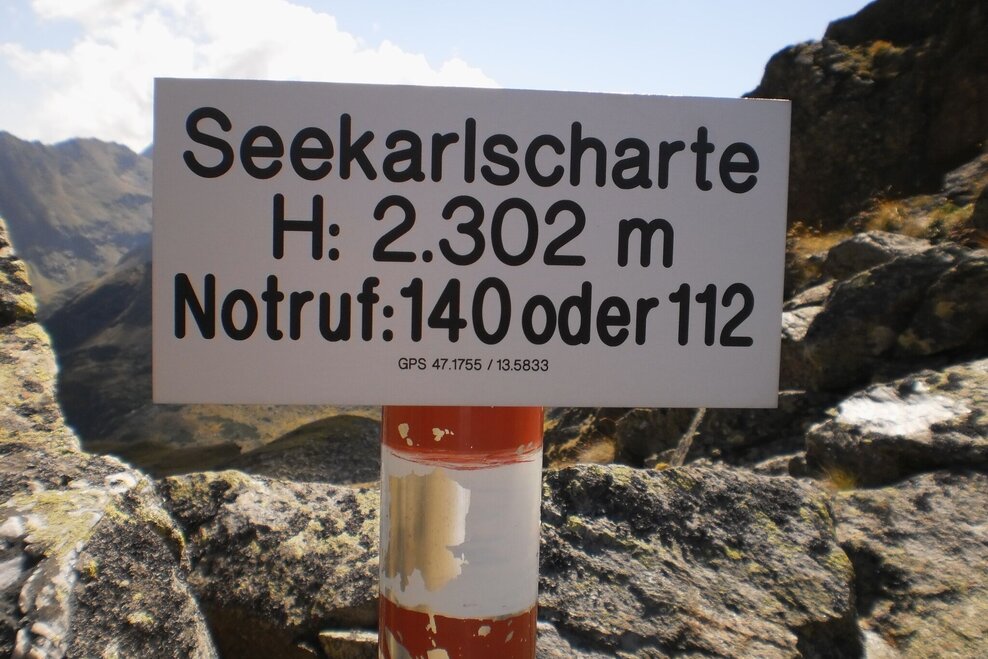 Seekarlscharte
H: 2.302 m
Notruf: 140 oder 112
GPS 47.1755 / 13.5833